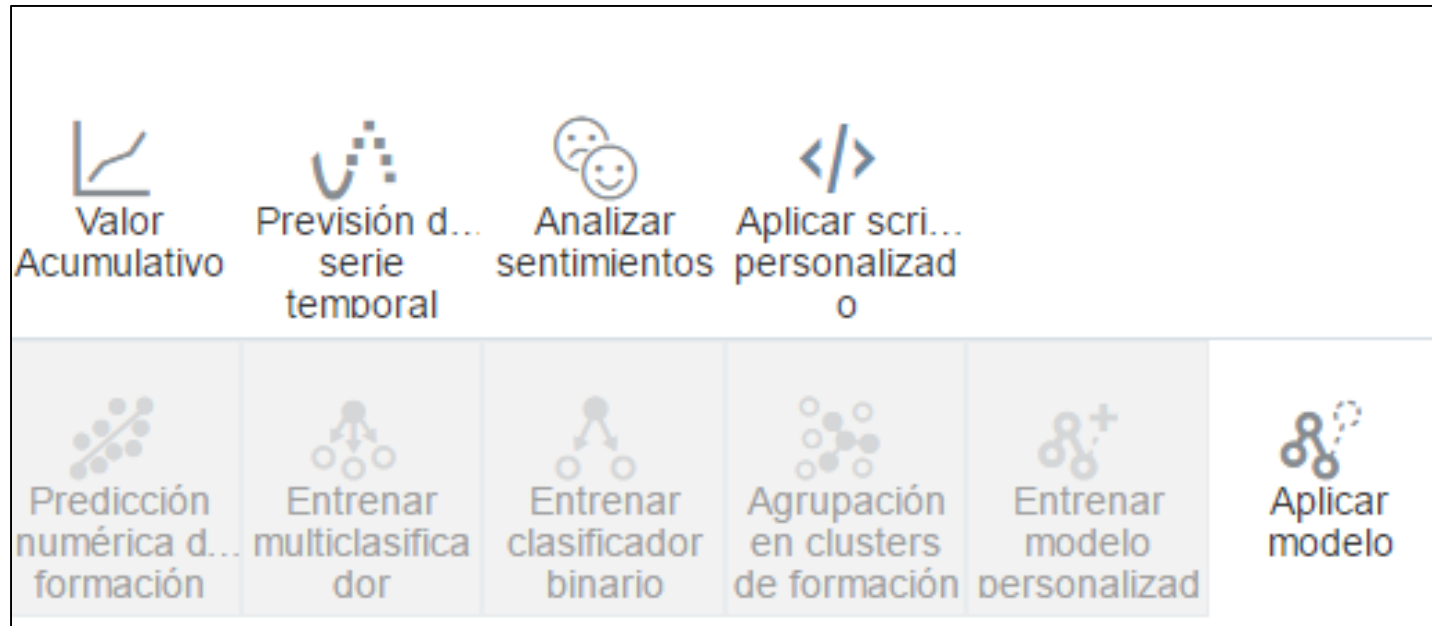 Valor
Acumulativo
Previsión d...
serie
temporal
Analizar
sentimientos
</>
Aplicar scri...
personalizad
o
Predicción
numérica d...
formación
Entrenar
multiclasifica
dor
Entrenar
clasificador
binario
Agrupación
en clusters
de formación
Entrenar
modelo
personalizad
Aplicar
modelo